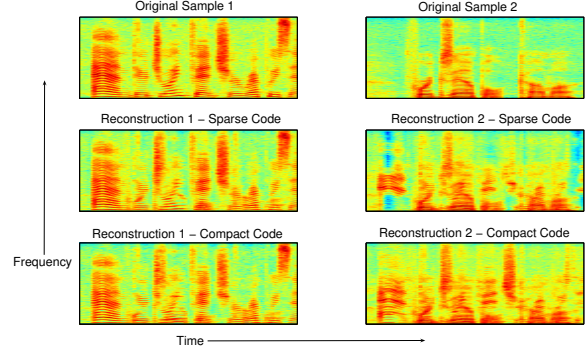 Original Sample 1
Original Sample 2
Reconstruction 1 – Sparse Code
Reconstruction 2 – Sparse Code
Reconstruction 1 – Compact Code
Reconstruction 2 – Compact Code
Frequency
Time